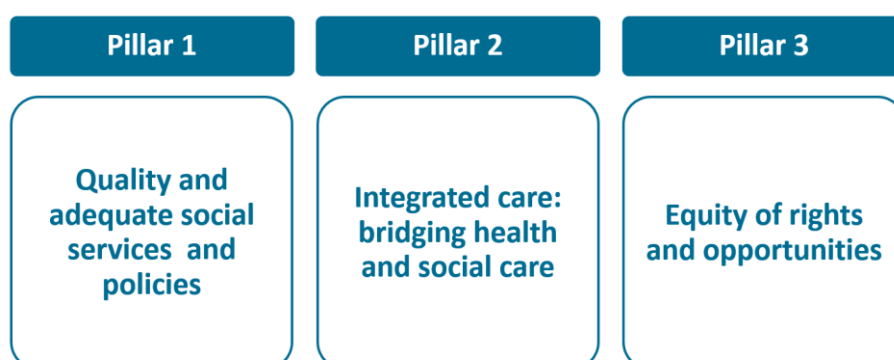 Pillar 1
Quality and
adequate social
services and
policies
Pillar 2
Integrated care:
bridging health
and social care
Pillar 3
Equity of rights
and opportunities